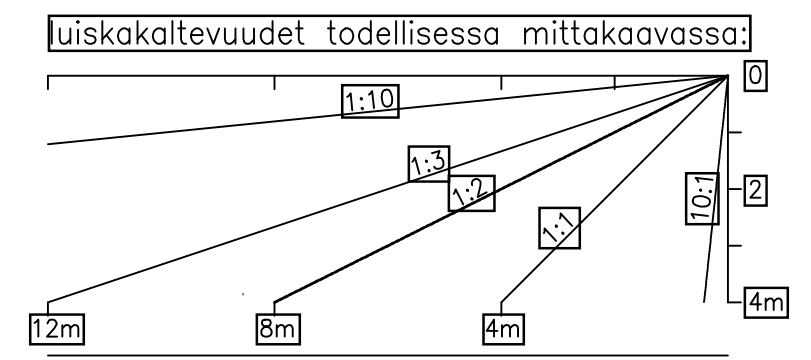 luiskakaltevuudet todellisessa mittakaavassa:
0
1:10
1:3
1:2
10:1
2
1:1
4m
12m
8m
4m